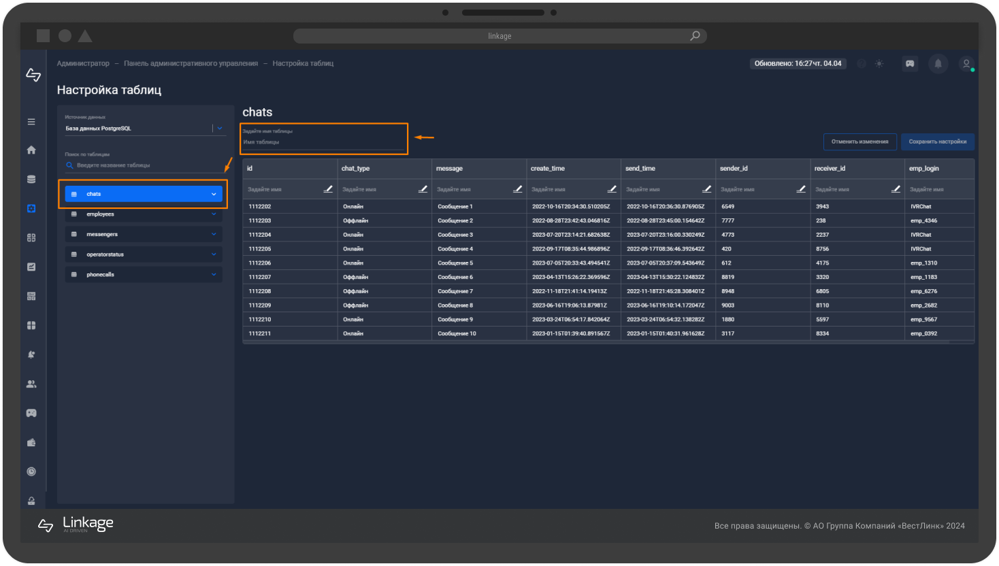 linkage
Администратор – Панель административного управления – Настройка таблиц
Обновлено: 16:27 чт. 04.04
Настройка таблиц
Источник данных
База данных PostgreSQL
Поиск по таблицам
Введите название таблицы
chats
employees
messengers
operatorstatus
phonecalls
chats
Задайте имя таблицы
Имя таблицы
Отменить изменения
Сохранить настройки
id chat_type message create_time send_time sender_id receiver_id emp_login
Задайте имя Задайте имя Задайте имя Задайте имя Задайте имя Задайте имя Задайте имя Задайте имя
1112202 Онлайн Сообщение 1 2022-10-16T20:34:30.510205Z 2022-10-16T20:36:30.876905Z 6549 3943 IVRChat
1112203 Оффлайн Сообщение 2 2022-08-28T23:42:43.046816Z 2022-08-28T23:45:00.154642Z 7777 238 emp_4346
1112204 Онлайн Сообщение 3 2023-07-20T23:14:21.682638Z 2023-07-20T23:16:00.330249Z 4773 2237 IVRChat
1112205 Онлайн Сообщение 4 2022-09-17T08:35:44.986896Z 2022-09-17T08:36:46.392642Z 420 8756 IVRChat
1112206 Онлайн Сообщение 5 2023-07-05T20:33:43.494541Z 2023-07-05T20:37:09.543649Z 612 4175 emp_1310
1112207 Оффлайн Сообщение 6 2023-04-13T15:26:22.369596Z 2023-04-13T15:30:22.124832Z 8819 3320 emp_1183
1112208 Оффлайн Сообщение 7 2022-11-18T21:41:14.19413Z 2022-11-18T21:45:28.308401Z 8948 6805 emp_6276
1112209 Оффлайн Сообщение 8 2023-06-16T19:06:13.87981Z 2023-06-16T19:10:14.172047Z 9003 8110 emp_2682
1112210 Онлайн Сообщение 9 2023-03-24T06:54:17.842064Z 2023-03-24T06:54:32.138282Z 1880 5597 emp_9567
1112211 Онлайн Сообщение 10 2023-01-15T01:39:40.891567Z 2023-01-15T01:40:31.961628Z 3117 8334 emp_0392
Linkage
AI DRIVEN
Все права защищены. © АО Группа Компаний «ВестЛинк» 2024